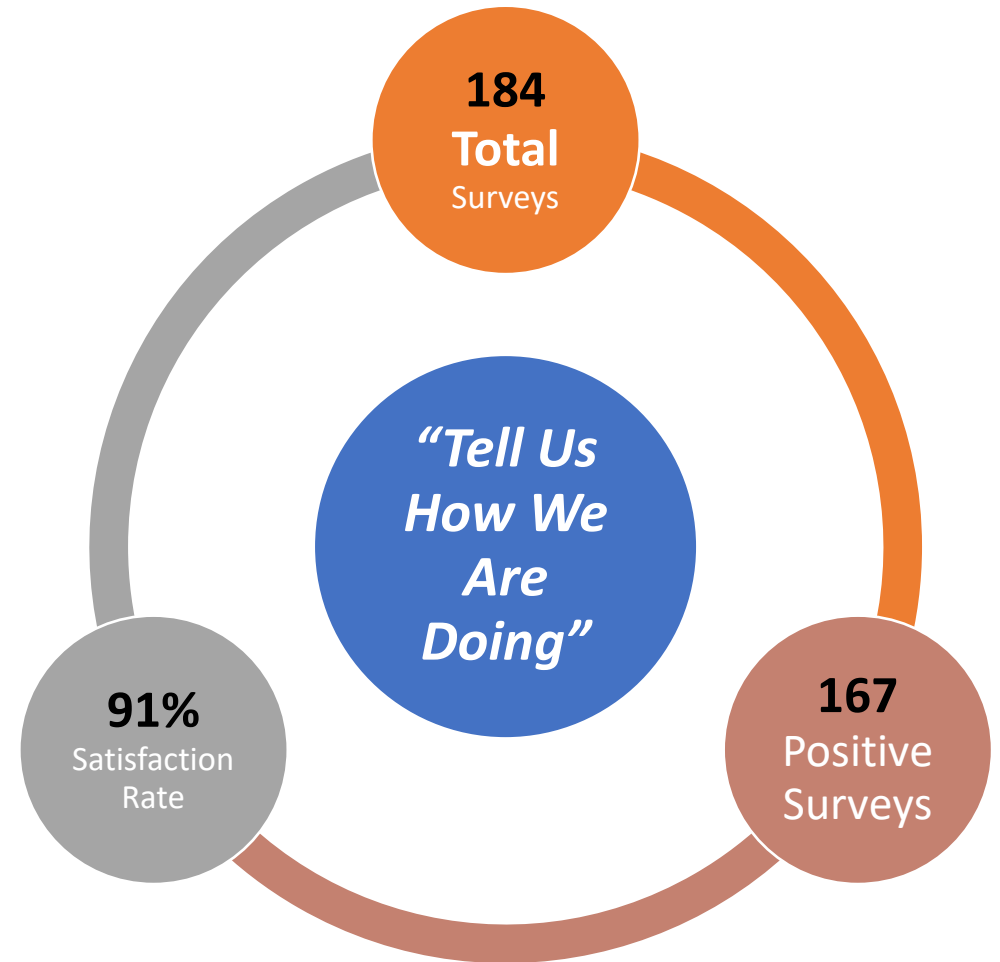 184
Total
Surveys
“Tell Us
How We
Are
Doing”
167
Positive
Surveys
91%
Satisfaction
Rate